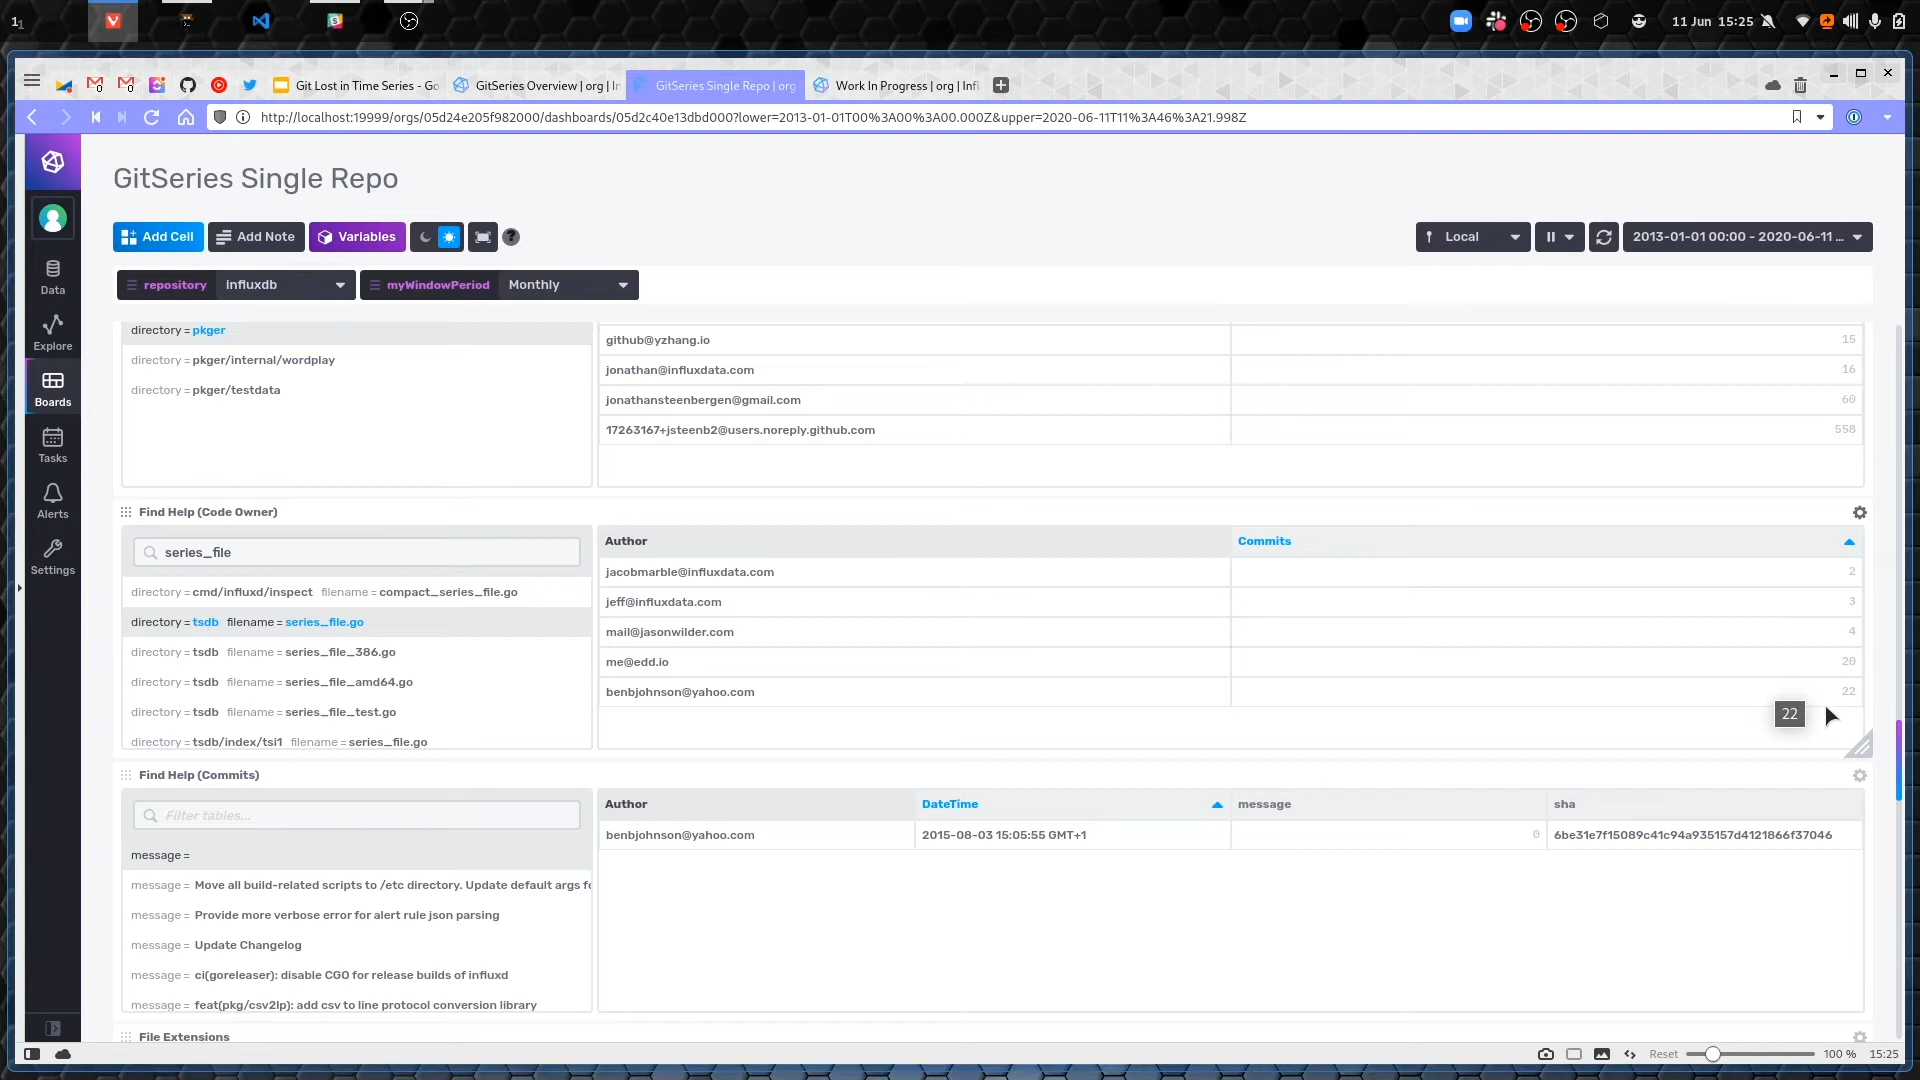 11 Jun 15:25
Git Lost in Time Series - Go
GitSeries Overview | org | In
GitSeries Single Repo | org
Work In Progress | org | Infl
http://localhost:19999/orgs/05d24e205f982000/dashboards/05d2c40e13dbd000?lower=2013-01-01T00%3A00%3A00.000Z&upper=2020-06-11T11%3A46%3A21.998Z
GitSeries Single Repo
Add Cell
Add Note
Variables
Local
2013-01-01 00:00 - 2020-06-11 ...
repository influxdb
myWindowPeriod Monthly
Data
Explore
Boards
Tasks
Alerts
Settings
directory = pkger
directory = pkger/internal/wordplay
directory = pkger/testdata
github@yzhang.io 15
jonathan@influxdata.com 16
jonathansteenbergen@gmail.com 60
17263167+jsteenb2@users.noreply.github.com 558
Find Help (Code Owner)
series_file
directory = cmd/influxd/inspect filename = compact_series_file.go
directory = tsdb filename = series_file.go
directory = tsdb filename = series_file_386.go
directory = tsdb filename = series_file_amd64.go
directory = tsdb filename = series_file_test.go
directory = tsdb/index/tsi1 filename = series_file.go
Author Commits
jacobmarble@influxdata.com 2
jeff@influxdata.com 3
mail@jasonwilder.com 4
me@edd.io 20
benbjohnson@yahoo.com 22
22
Find Help (Commits)
Filter tables...
message =
message = Move all build-related scripts to /etc directory. Update default args fo
message = Provide more verbose error for alert rule json parsing
message = Update Changelog
message = ci(goreleaser): disable CGO for release builds of influxd
message = feat(pkg/csv2lp): add csv to line protocol conversion library
Author DateTime message sha
benbjohnson@yahoo.com 2015-08-03 15:05:55 GMT+1 0 6be31e7f15089c41c94a935157d4121866f37046
File Extensions
Reset 100 % 15:25